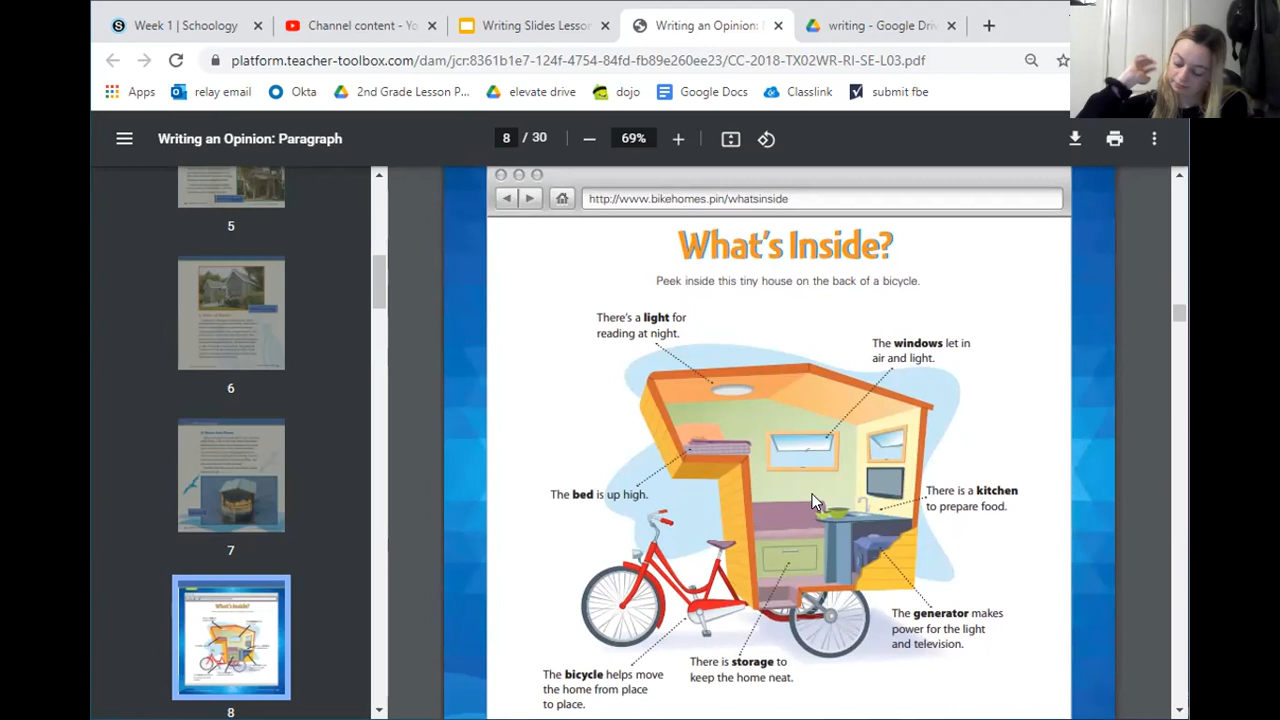 Week 1 | Schoology
Channel content - Yo
Writing Slides Lesson
Writing an Opinion:
writing - Google Driv
platform.teacher-toolbox.com/dam/jcr:8361b1e7-124f-4754-84fd-fb89e260ee23/CC-2018-TX02WR-RI-SE-L03.pdf
Apps
relay email
Okta
2nd Grade Lesson P...
elevate drive
dojo
Google Docs
Classlink
submit fbe
Writing an Opinion: Paragraph
8 / 30
69%
5
6
7
What's Inside?
8
http://www.bikehomes.pin/whatsinside
What's Inside?
Peek inside this tiny house on the back of a bicycle.
There's a light for
reading at night.
The windows let in
air and light.
The bed is up high.
There is a kitchen
to prepare food.
The generator makes
power for the light
and television.
There is storage to
keep the home neat.
The bicycle helps move
the home from place
to place.